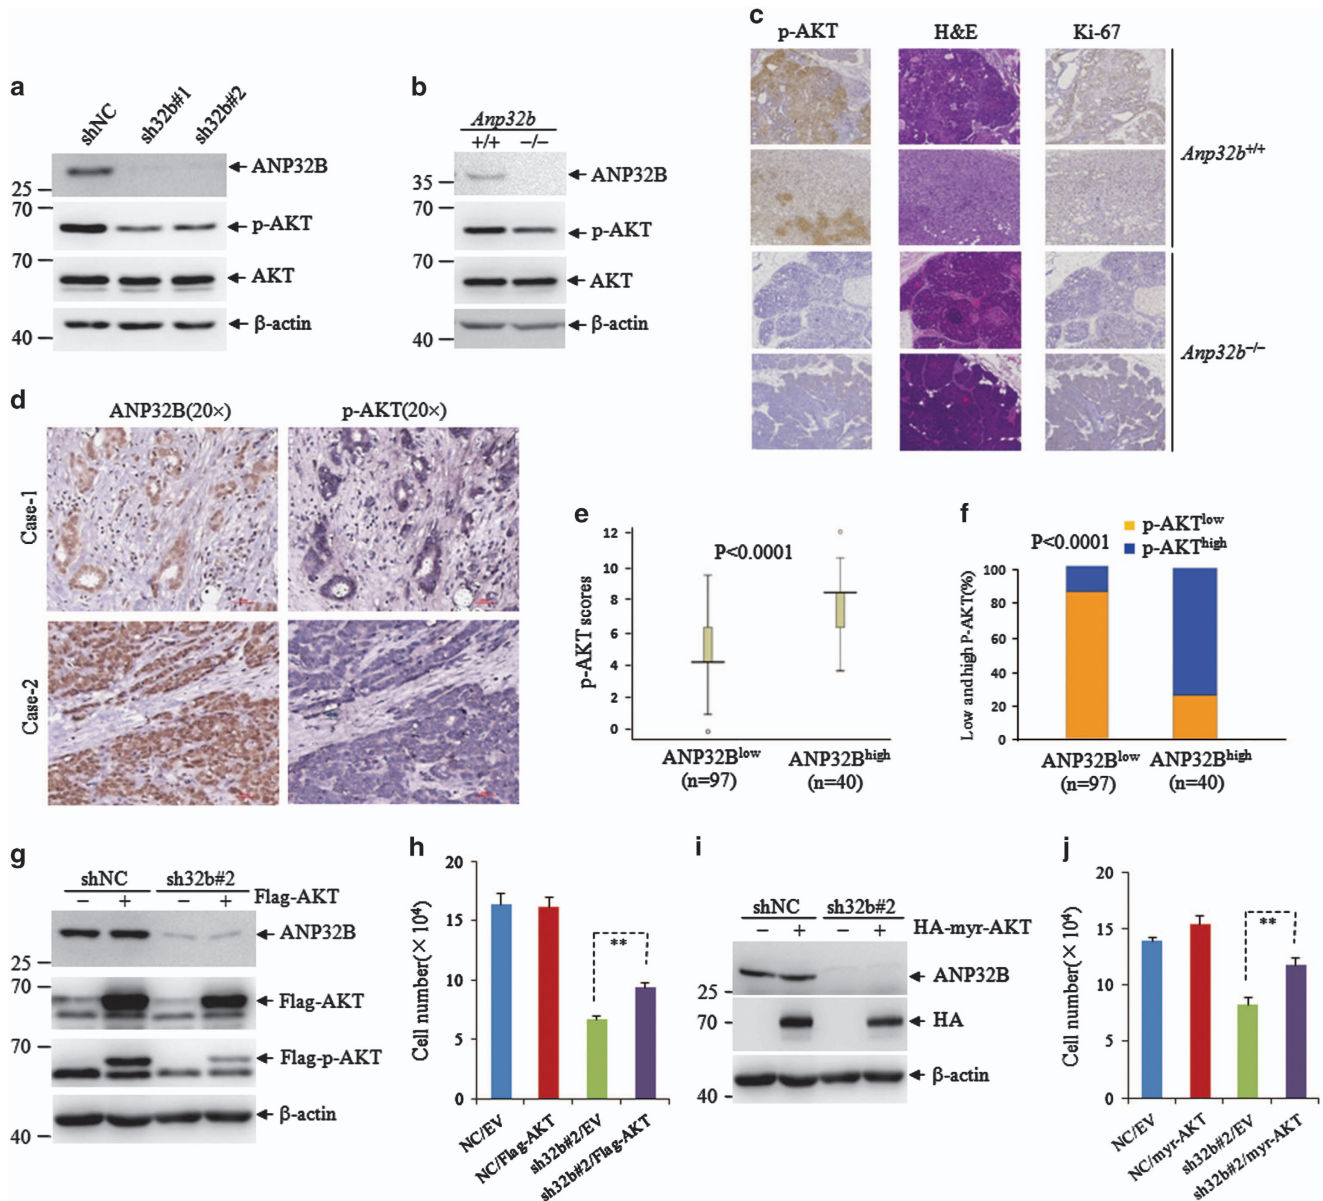 a
shNC sh32b#1 sh32b#2
ANP32B
25
70
p-AKT
70
AKT
β-actin
40
b
Anp32b
+/+ −/−
35
ANP32B
70
p-AKT
70
AKT
β-actin
40
c
p-AKT H&E Ki-67
Anp32b+/+
Anp32b−/−
d
ANP32B(20×) p-AKT(20×)
Case-1
Case-2
e
p-AKT scores
12
10
8
6
4
2
0
P<0.0001
ANP32Blow ANP32Bhigh
(n=97) (n=40)
f
p-AKTlow
p-AKThigh
P<0.0001
Low and high P-AKT(%)
100
80
60
40
20
0
ANP32Blow ANP32Bhigh
(n=97) (n=40)
g
shNC sh32b#2
− + − + Flag-AKT
ANP32B
25
70
Flag-AKT
70
Flag-p-AKT
β-actin
40
h
Cell number(×10⁴)
20
15
10
5
0
**
NC/EV
NC/Flag-AKT
sh32b#2/EV
sh32b#2/Flag-AKT
i
shNC sh32b#2
− + − + HA-myr-AKT
ANP32B
25
70
HA
β-actin
40
j
Cell number(×10⁴)
20
15
10
5
0
**
NC/EV
NC/myr-AKT
sh32b#2/EV
sh32b#2/myr-AKT